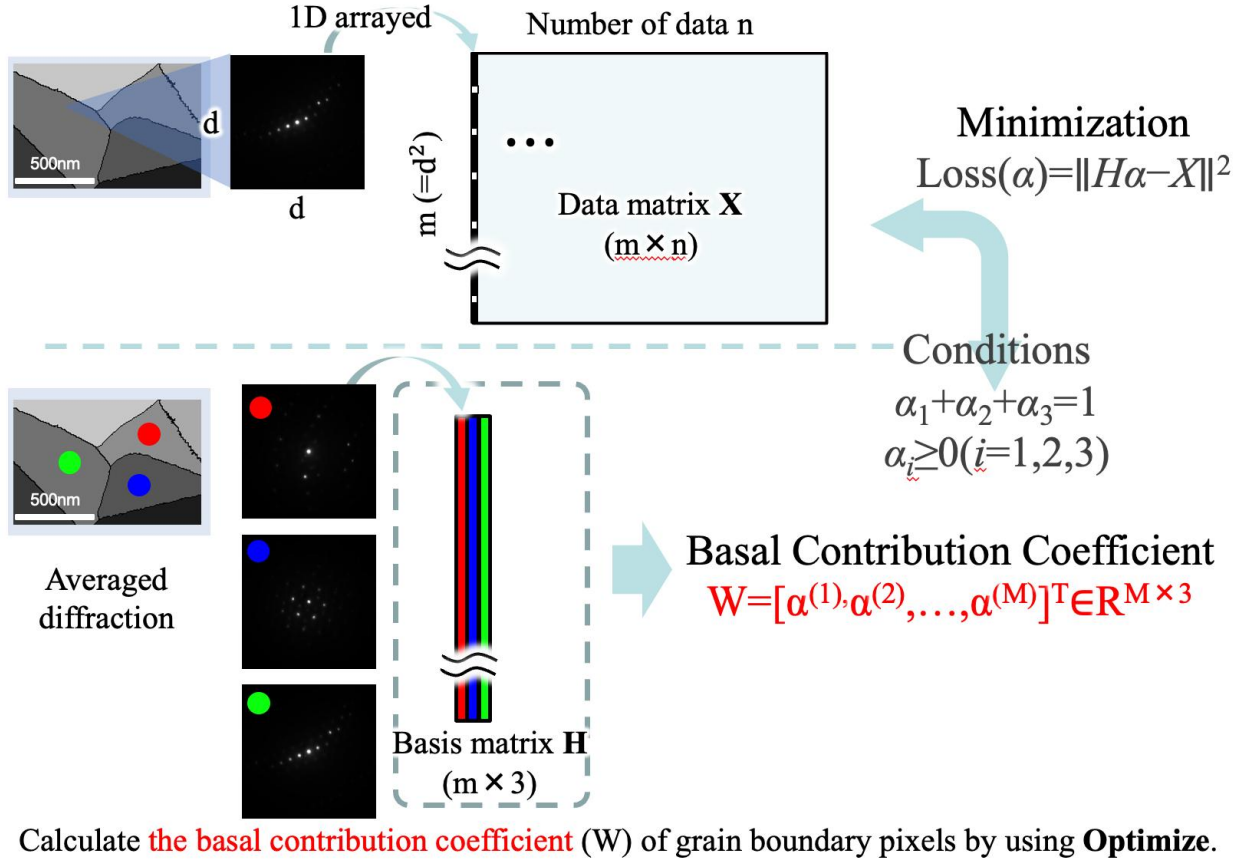 1D arrayed
Number of data n
500nm
d
d
m (=d²)
...
Data matrix X
(m × n)
Minimization
Loss(α)=‖Hα−X‖²
Conditions
α₁+α₂+α₃=1
αᵢ≥0(i=1,2,3)
500nm
Averaged
diffraction
Basis matrix H
(m × 3)
Basal Contribution Coefficient
W=[α⁽¹⁾,α⁽²⁾,…,α⁽ᴹ⁾]ᵀ∈Rᴹ ˣ ³
Calculate the basal contribution coefficient (W) of grain boundary pixels by using Optimize.